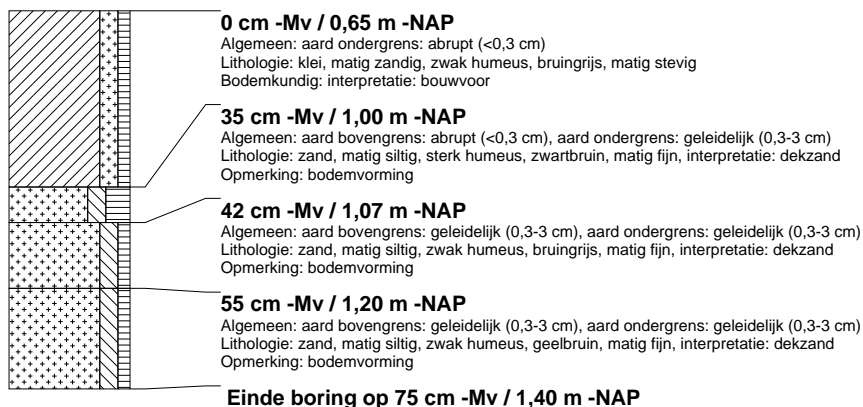 0 cm -Mv / 0,65 m -NAP
Algemeen: aard ondergrens: abrupt (<0,3 cm)
Lithologie: klei, matig zandig, zwak humeus, bruingrijs, matig stevig
Bodemkundig: interpretatie: bouwvoor
35 cm -Mv / 1,00 m -NAP
Algemeen: aard bovengrens: abrupt (<0,3 cm), aard ondergrens: geleidelijk (0,3-3 cm)
Lithologie: zand, matig siltig, sterk humeus, zwartbruin, matig fijn, interpretatie: dekzand
Opmerking: bodemvorming
42 cm -Mv / 1,07 m -NAP
Algemeen: aard bovengrens: geleidelijk (0,3-3 cm), aard ondergrens: geleidelijk (0,3-3 cm)
Lithologie: zand, matig siltig, zwak humeus, bruingrijs, matig fijn, interpretatie: dekzand
Opmerking: bodemvorming
55 cm -Mv / 1,20 m -NAP
Algemeen: aard bovengrens: geleidelijk (0,3-3 cm), aard ondergrens: geleidelijk (0,3-3 cm)
Lithologie: zand, matig siltig, zwak humeus, geelbruin, matig fijn, interpretatie: dekzand
Opmerking: bodemvorming
Einde boring op 75 cm -Mv / 1,40 m -NAP